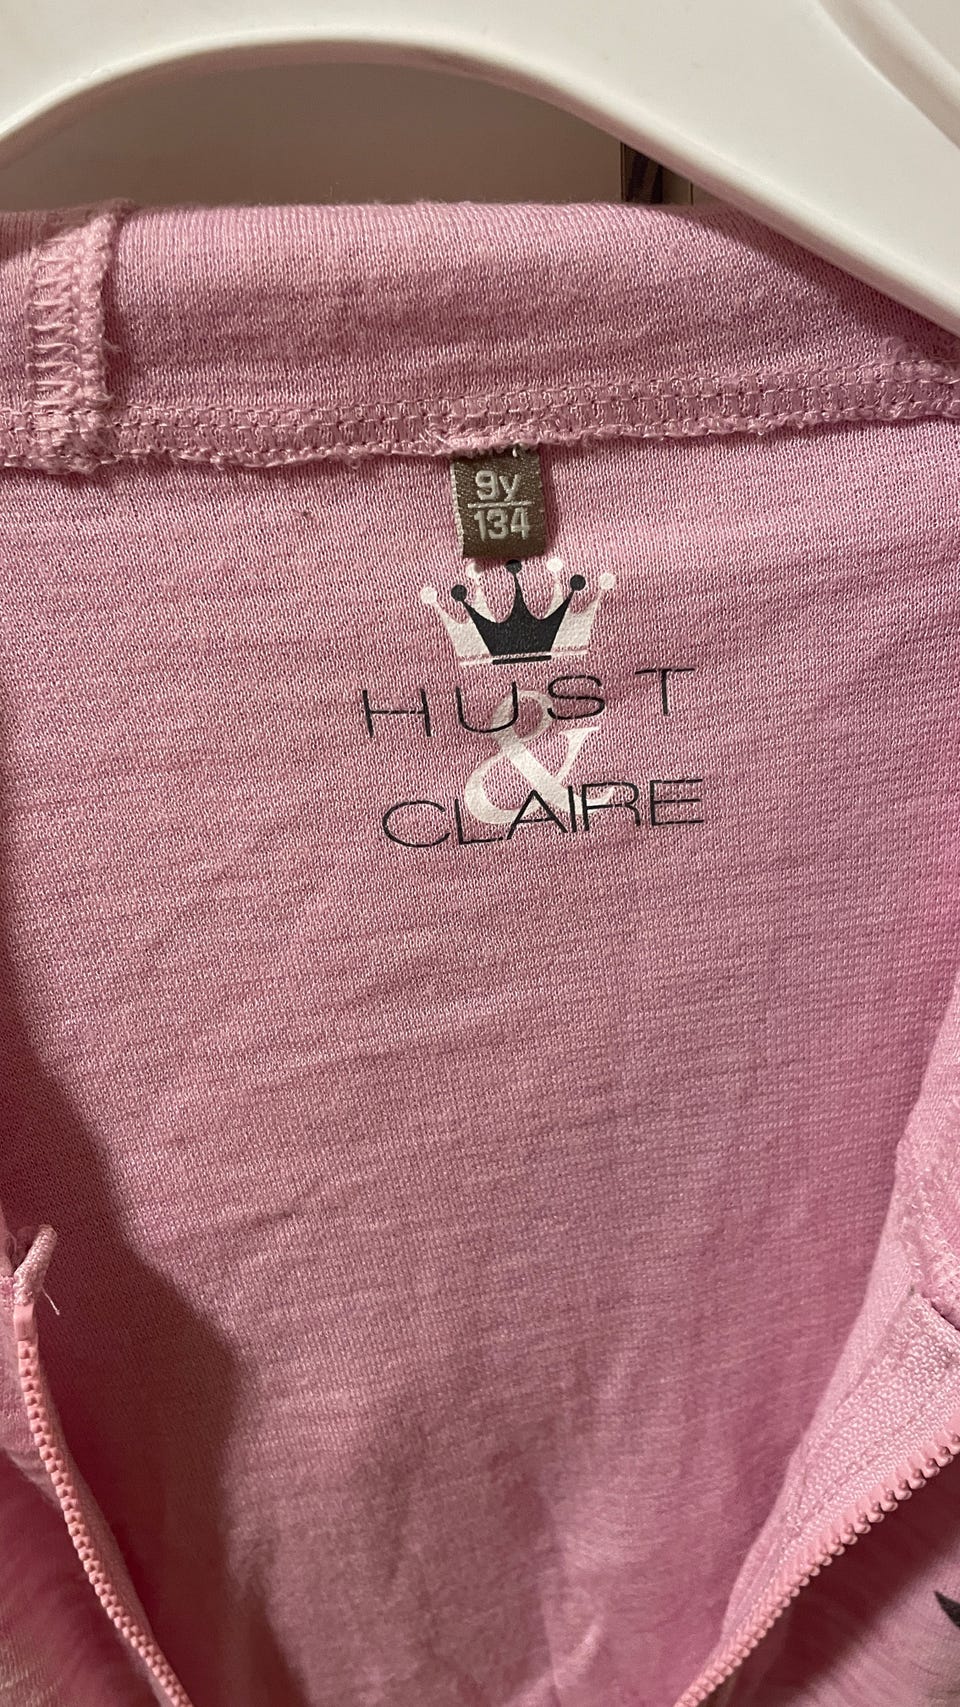 9y
134
HUST
&
CLAIRE